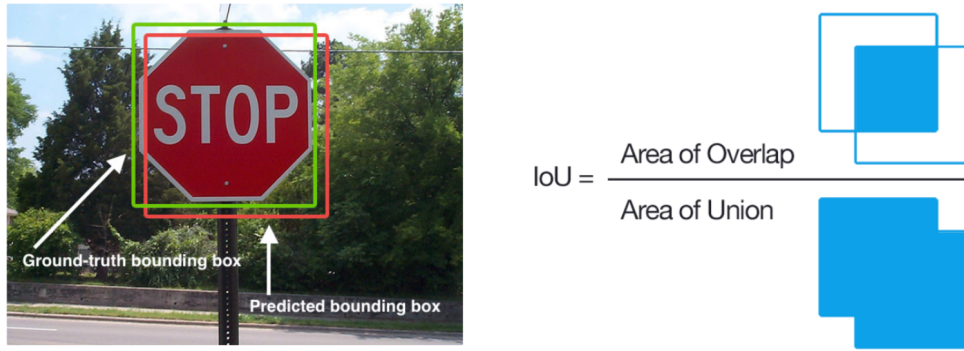 STOP
Ground-truth bounding box
Predicted bounding box
IoU =
Area of Overlap
Area of Union